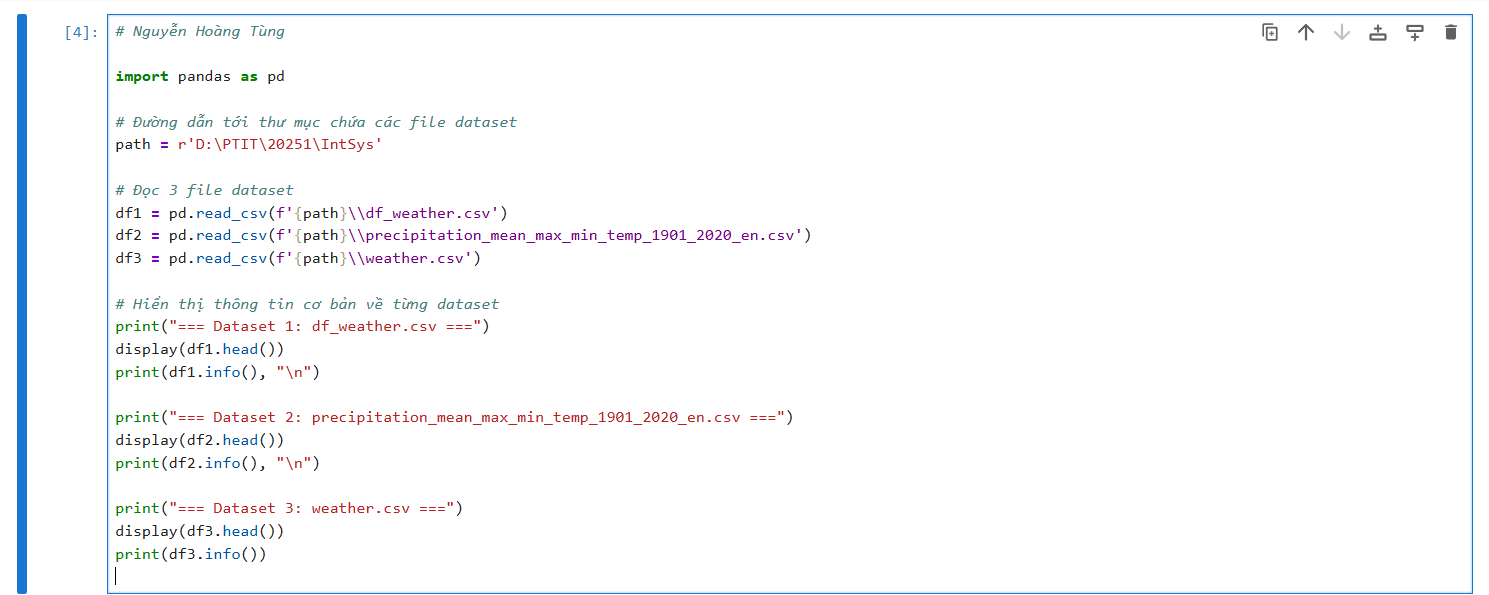 [4]:
# Nguyễn Hoàng Tùng
import pandas as pd
# Đường dẫn tới thư mục chứa các file dataset
path = r'D:\PTIT\20251\IntSys'
# Đọc 3 file dataset
df1 = pd.read_csv(f'{path}\\df_weather.csv')
df2 = pd.read_csv(f'{path}\\precipitation_mean_max_min_temp_1901_2020_en.csv')
df3 = pd.read_csv(f'{path}\\weather.csv')
# Hiển thị thông tin cơ bản về từng dataset
print("=== Dataset 1: df_weather.csv ===")
display(df1.head())
print(df1.info(), "\n")
print("=== Dataset 2: precipitation_mean_max_min_temp_1901_2020_en.csv ===")
display(df2.head())
print(df2.info(), "\n")
print("=== Dataset 3: weather.csv ===")
display(df3.head())
print(df3.info())